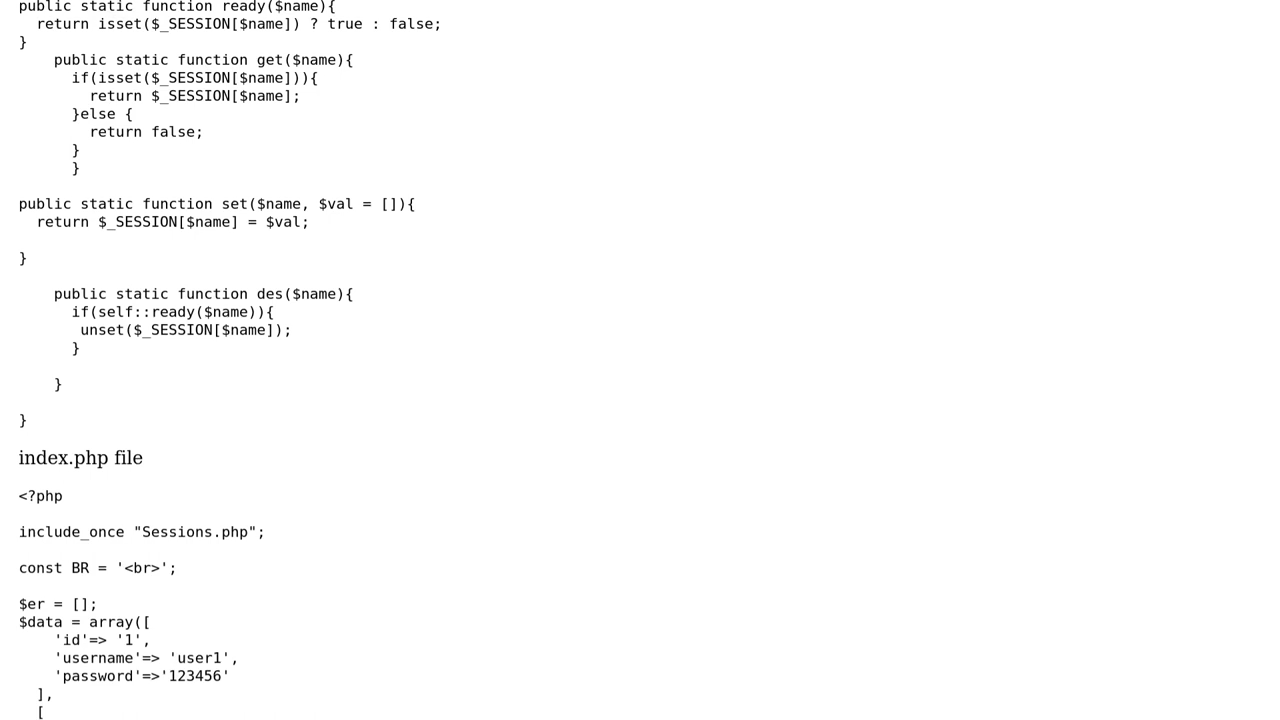 public static function ready($name){
  return isset($_SESSION[$name]) ? true : false;
}
    public static function get($name){
      if(isset($_SESSION[$name])){
        return $_SESSION[$name];
      }else {
        return false;
      }
      }

public static function set($name, $val = []){
  return $_SESSION[$name] = $val;

}

    public static function des($name){
      if(self::ready($name)){
       unset($_SESSION[$name]);
      }

    }

}
index.php file
<?php

include_once "Sessions.php";

const BR = '<br>';

$er = [];
$data = array([
    'id'=> '1',
    'username'=> 'user1',
    'password'=>'123456'
  ],
  [